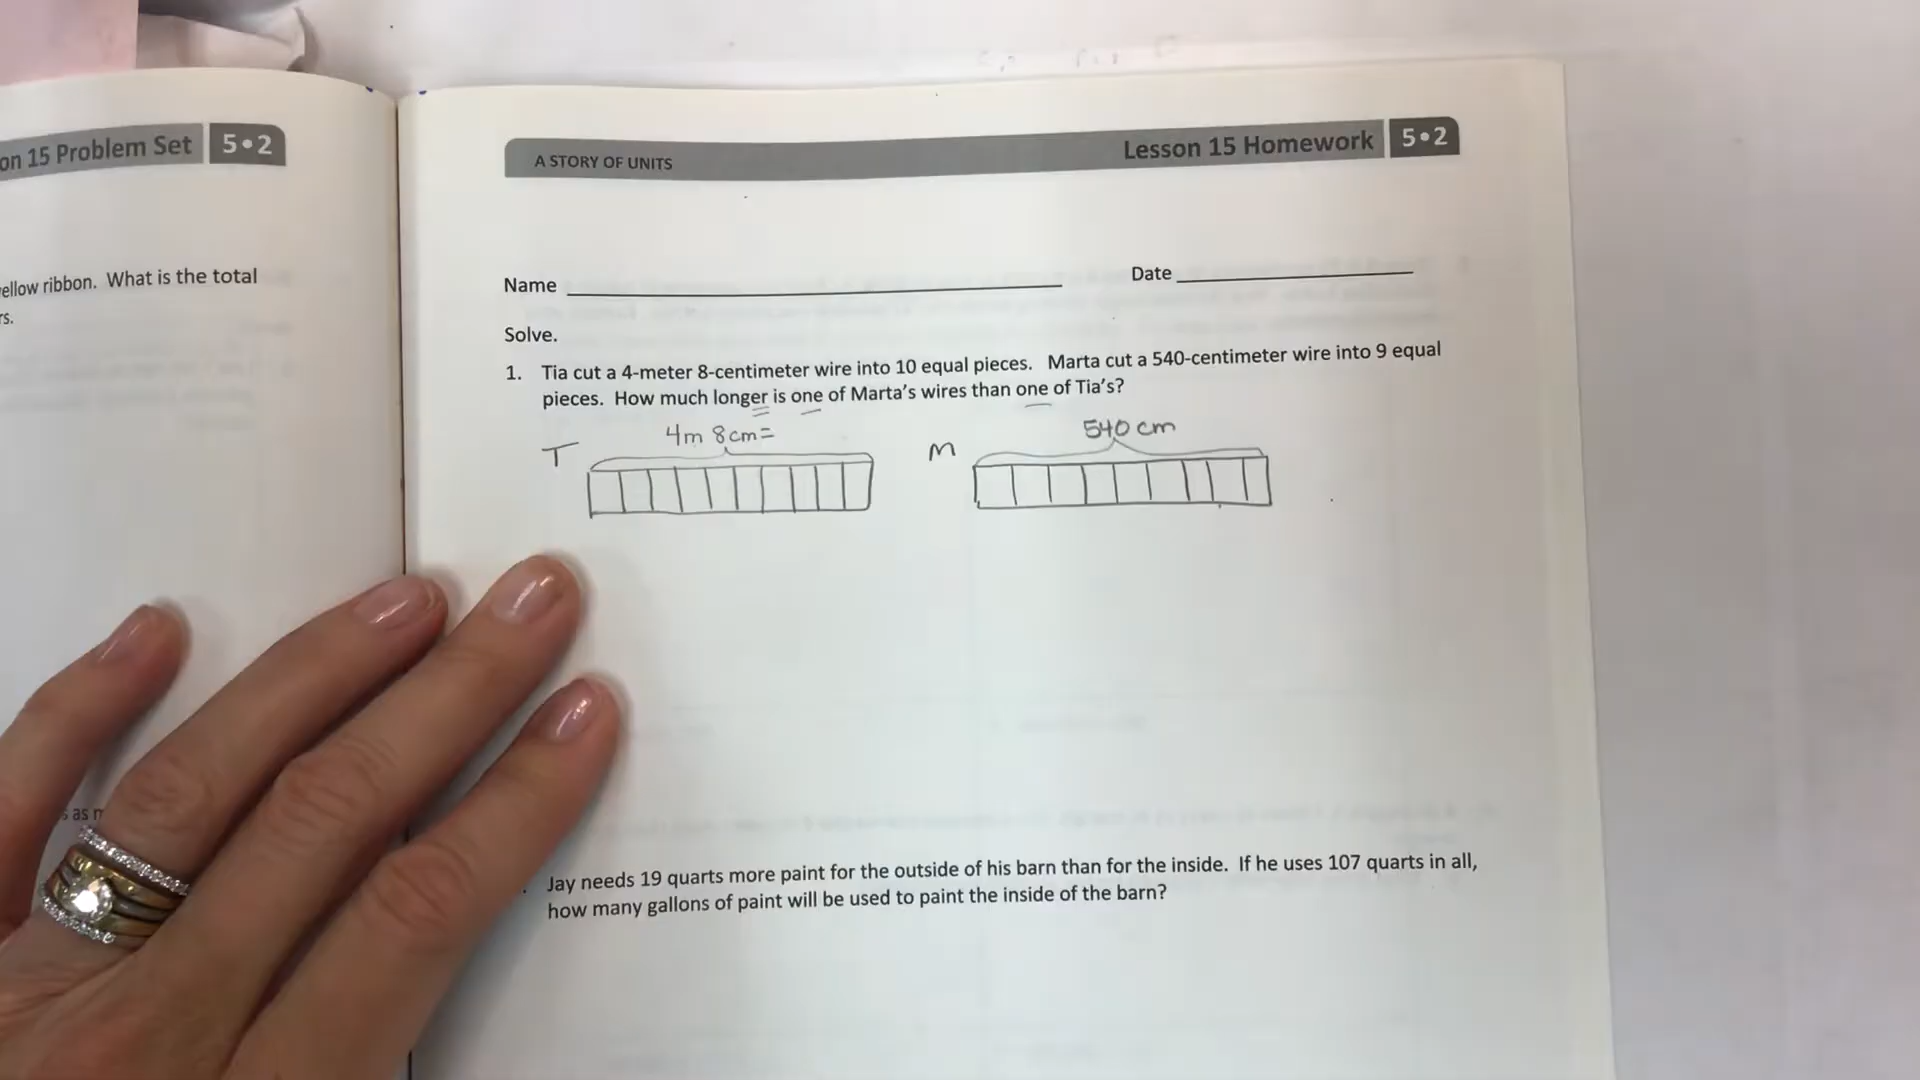 on 15 Problem Set 5•2
ellow ribbon. What is the total
rs.
as
A STORY OF UNITS Lesson 15 Homework 5•2
Name Date
Solve.
1. Tia cut a 4-meter 8-centimeter wire into 10 equal pieces. Marta cut a 540-centimeter wire into 9 equal
pieces. How much longer is one of Marta's wires than one of Tia's?
T 4m 8cm= M 540 cm
Jay needs 19 quarts more paint for the outside of his barn than for the inside. If he uses 107 quarts in all,
how many gallons of paint will be used to paint the inside of the barn?